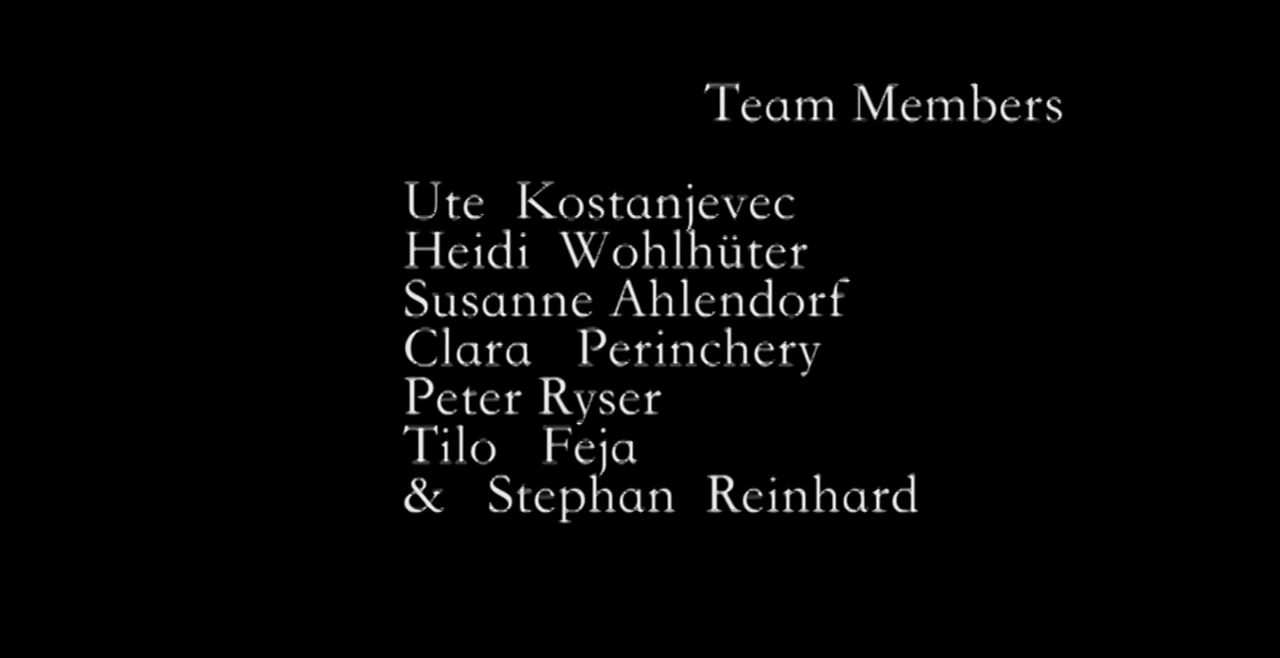 Team Members
Ute Kostanjevec
Heidi Wohlhüter
Susanne Ahlendorf
Clara Perinchery
Peter Ryser
Tilo Feja
& Stephan Reinhard